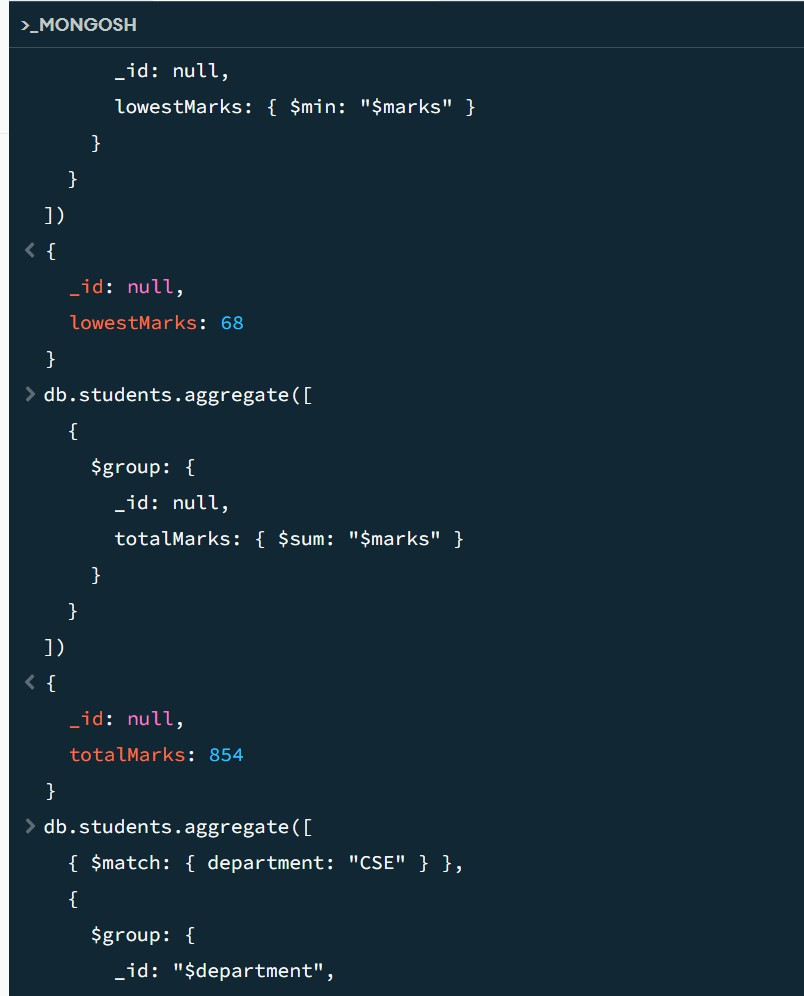 >_MONGOSH
_id: null,
lowestMarks: { $min: "$marks" }
}
}
])
< {
_id: null,
lowestMarks: 68
}
> db.students.aggregate([
{
$group: {
_id: null,
totalMarks: { $sum: "$marks" }
}
}
])
< {
_id: null,
totalMarks: 854
}
> db.students.aggregate([
{ $match: { department: "CSE" } },
{
$group: {
_id: "$department",